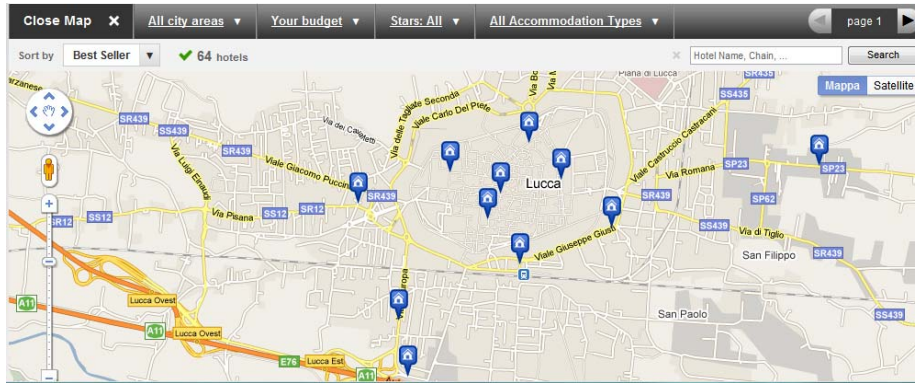 Close Map X All city areas ▼ Your budget ▼ Stars: All ▼ All Accommodation Types ▼ page 1
Sort by Best Seller ▼ 64 hotels × Hotel Name, Chain, ... Search
Mappa Satellite
Piana di Lucca
SR435
SS435
Viale Carlo Del Prete
Via delle Tagliate Seconda
SR439
SS439
SR439
Viale Giacomo Puccini
SR439
Via Luigi Einaudi
Via Pisana
SS12
SR12
SR12
SS12
Lucca
Viale Castruccio Castracani
Via Romana
SP23
SP23
SP62
SR439
SS439
Via di Tiglio
SR439
San Filippo
Viale Giuseppe Giusti
San Paolo
SS439
A11
Lucca Ovest
A11
Lucca Ovest
E76
Lucca Est
A11